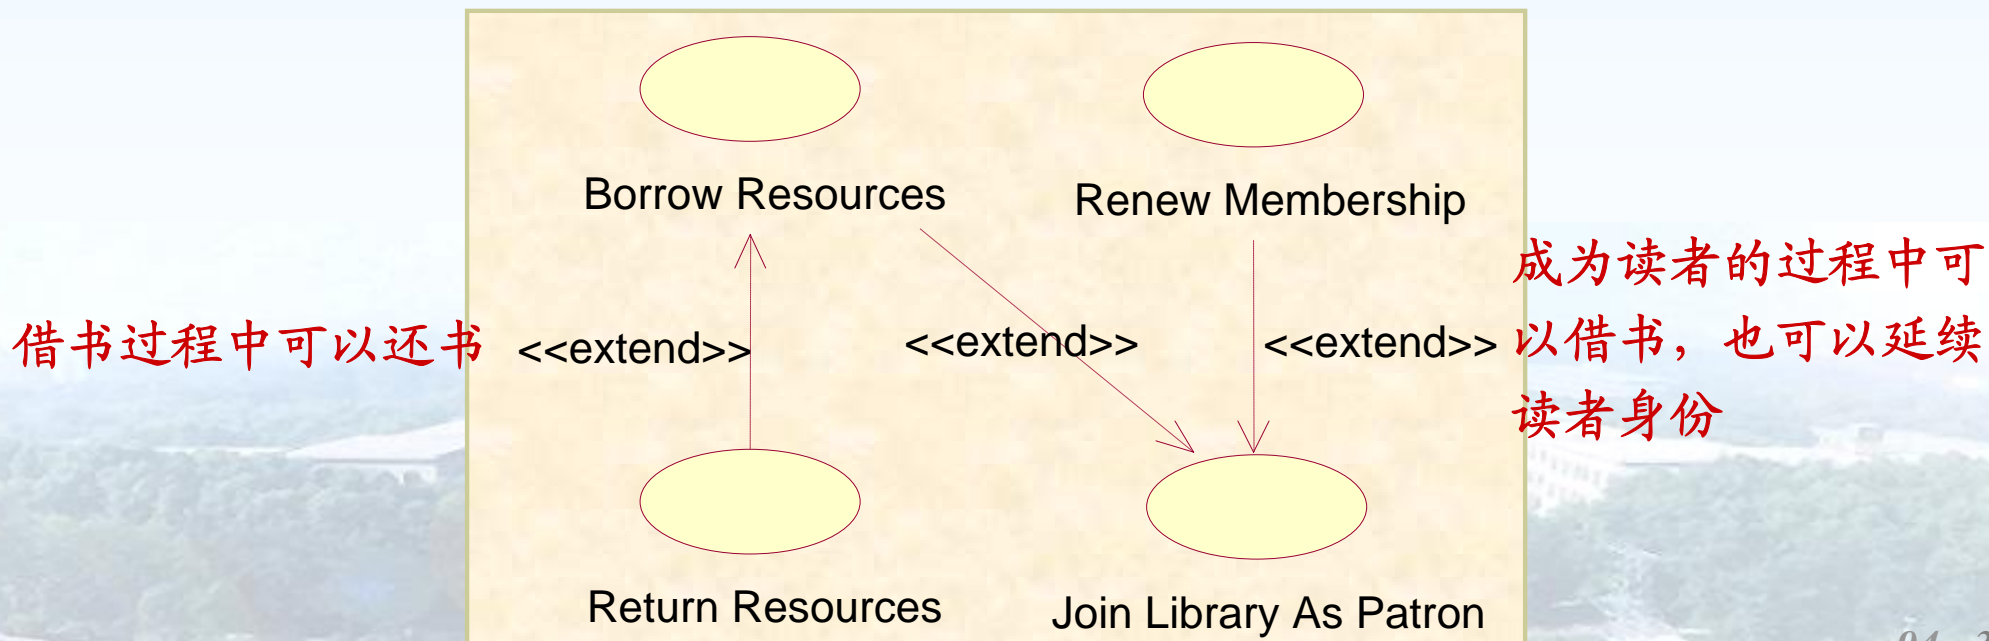 Borrow Resources
Renew Membership
借书过程中可以还书
<<extend>>
<<extend>>
<<extend>>
成为读者的过程中可
以借书，也可以延续
读者身份
Return Resources
Join Library As Patron